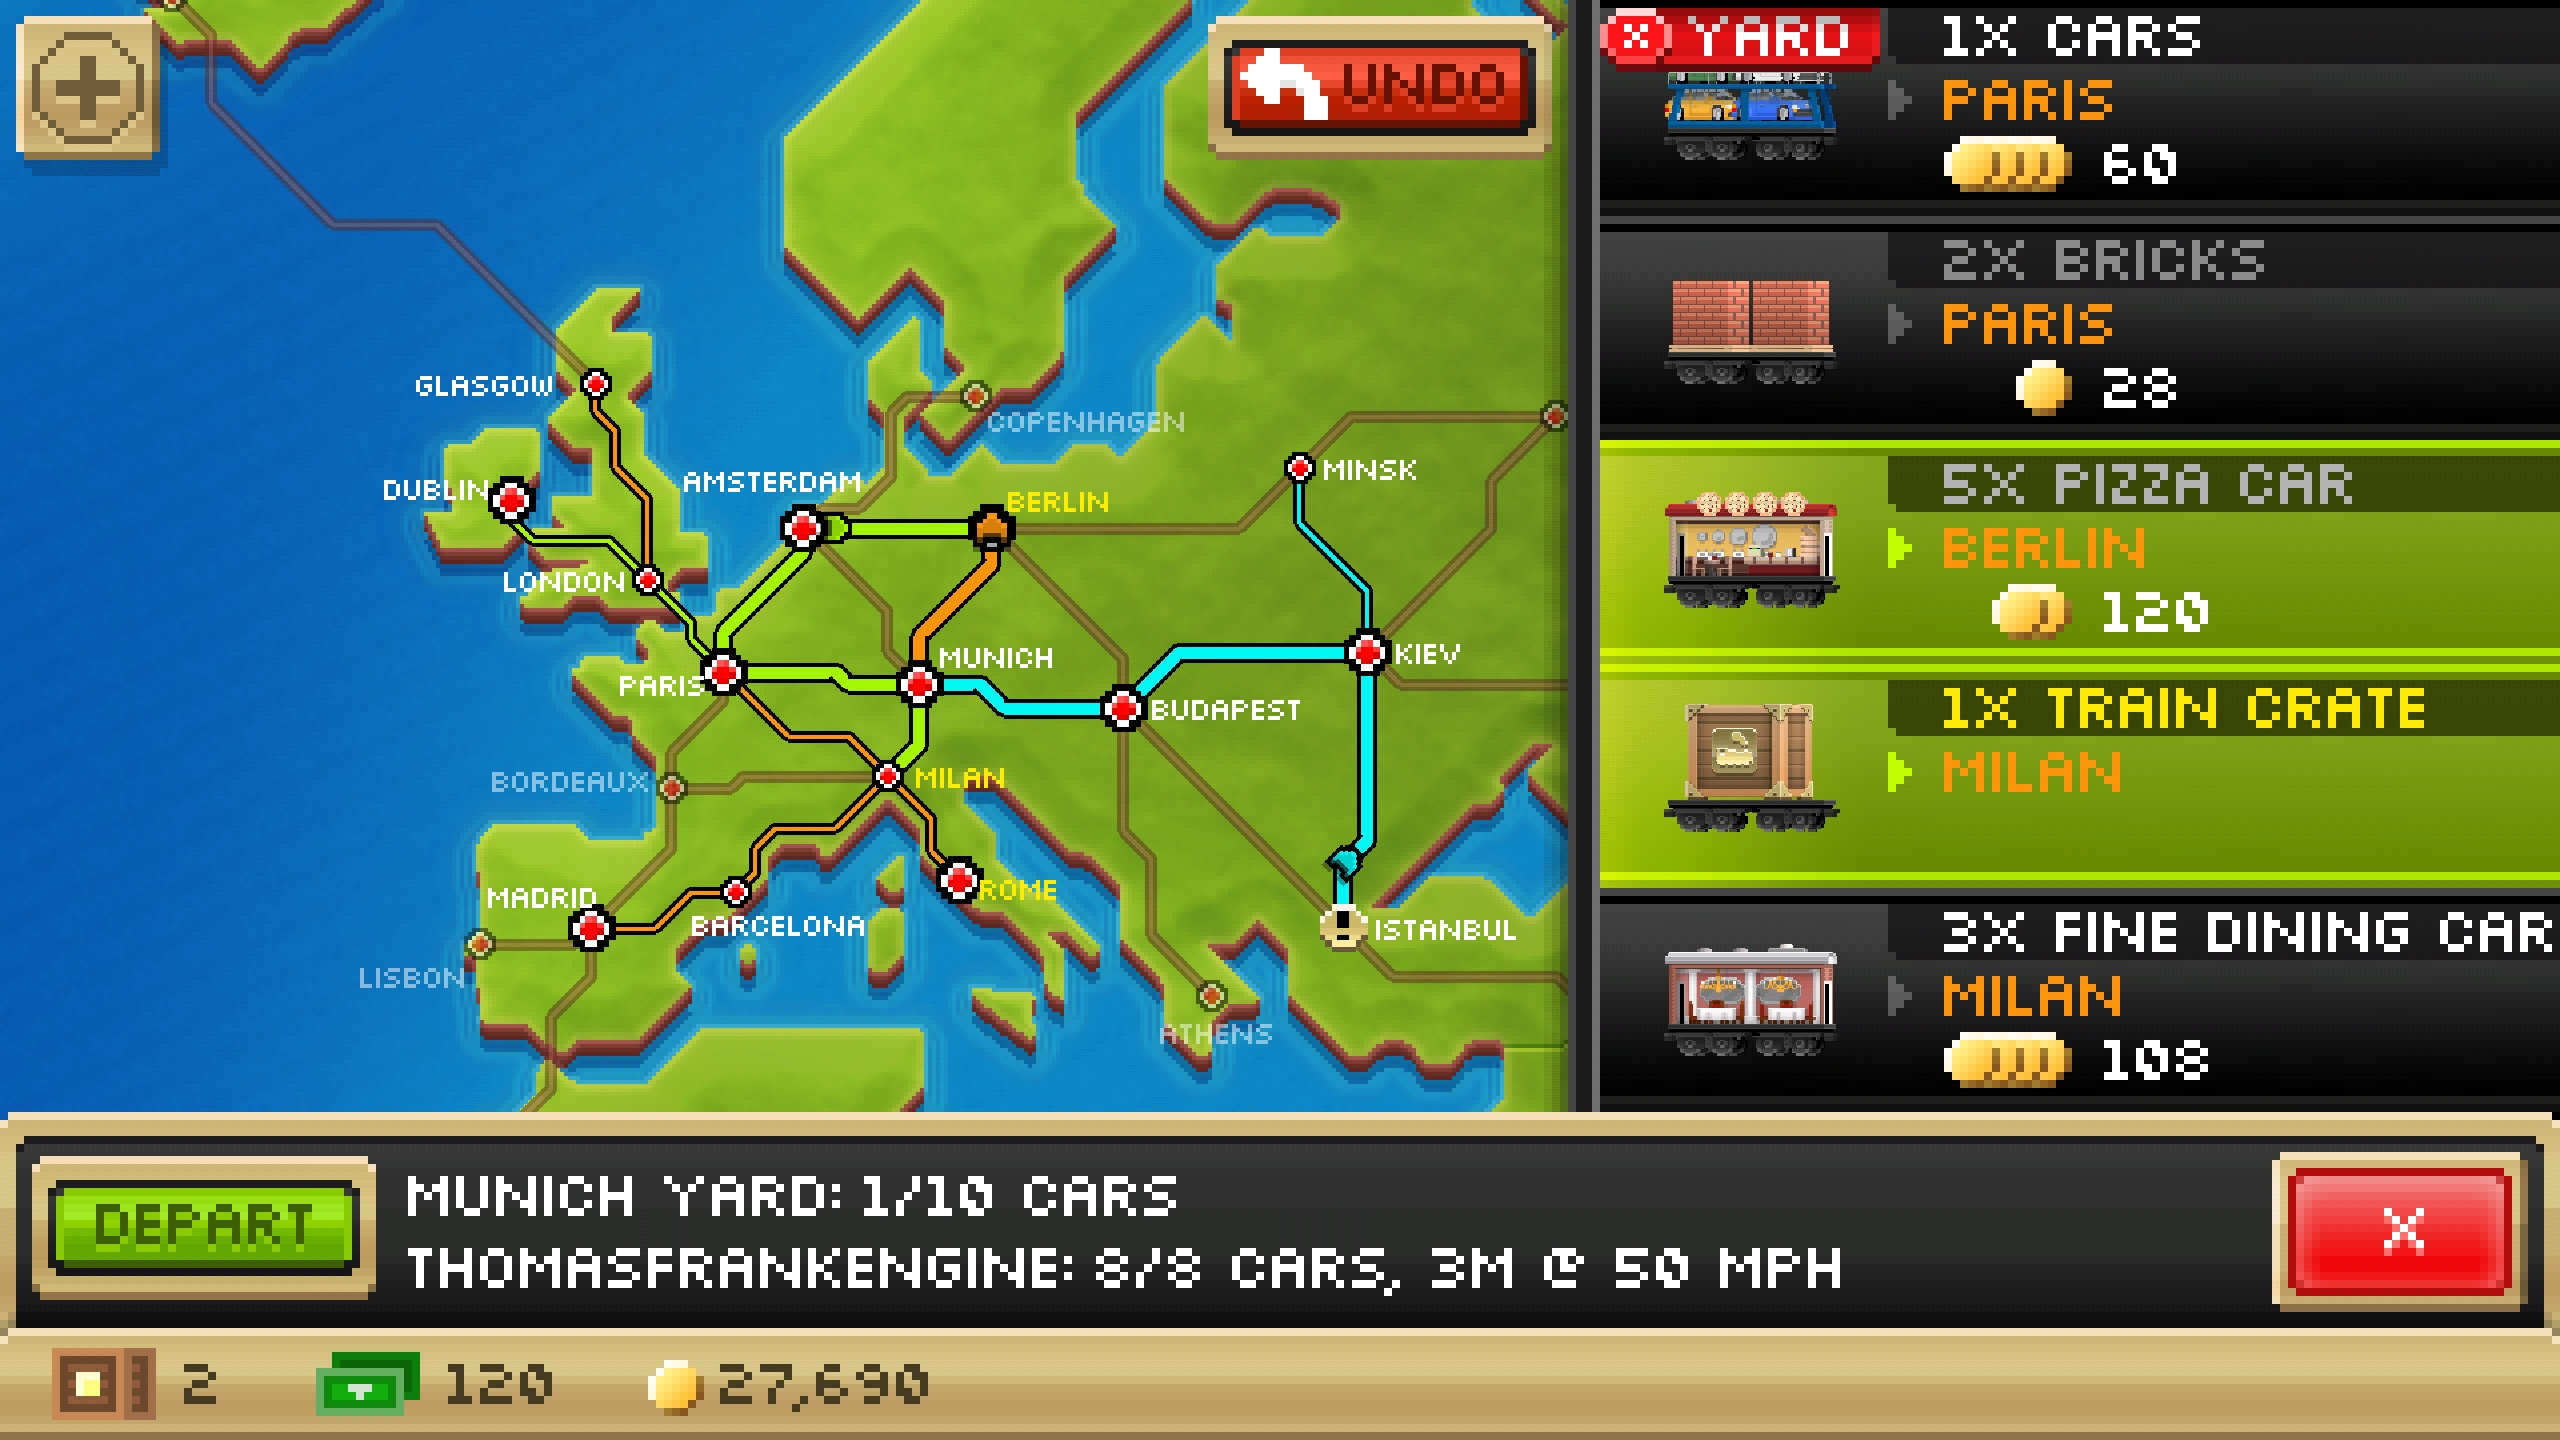 UNDO
GLASGOW
COPENHAGEN
MINSK
DUBLIN
AMSTERDAM
BERLIN
LONDON
MUNICH
KIEV
PARIS
BUDAPEST
BORDEAUX
MILAN
MADRID
ROME
BARCELONA
ISTANBUL
LISBON
ATHENS
YARD
1X CARS
PARIS
60
2X BRICKS
PARIS
28
5X PIZZA CAR
BERLIN
120
1X TRAIN CRATE
MILAN
3X FINE DINING CAR
MILAN
108
DEPART
MUNICH YARD: 1/10 CARS
THOMASFRANKENGINE: 8/8 CARS, 3M @ 50 MPH
X
2
120
27,690